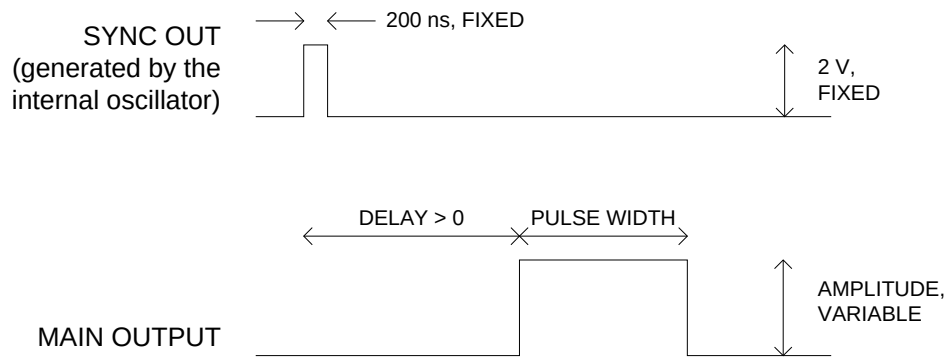 200 ns, FIXED
SYNC OUT
(generated by the
internal oscillator)
2 V,
FIXED
DELAY > 0
PULSE WIDTH
AMPLITUDE,
VARIABLE
MAIN OUTPUT